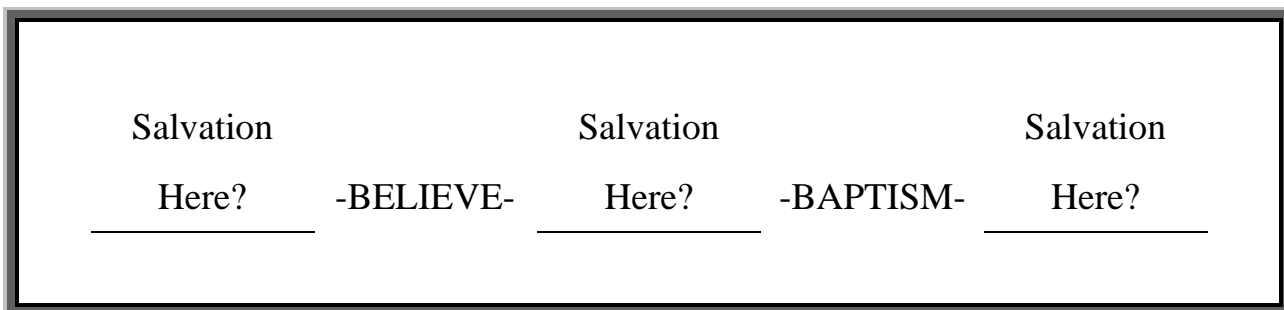 Salvation Salvation Salvation
Here? -BELIEVE- Here? -BAPTISM- Here?